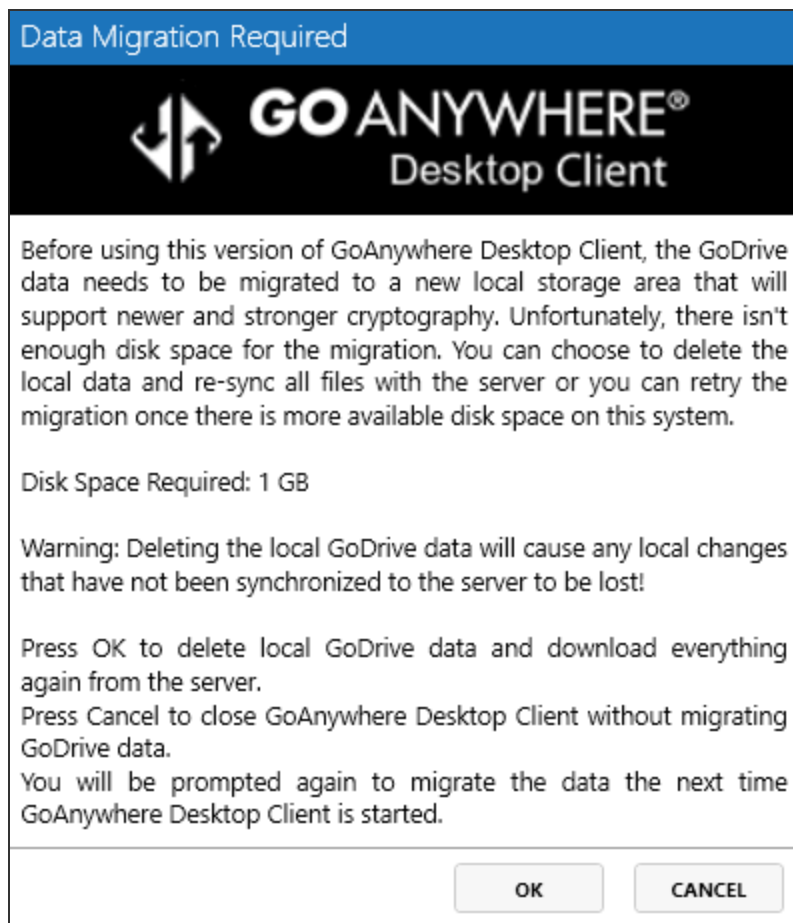 Data Migration Required
GO ANYWHERE®
Desktop Client
Before using this version of GoAnywhere Desktop Client, the GoDrive
data needs to be migrated to a new local storage area that will
support newer and stronger cryptography. Unfortunately, there isn't
enough disk space for the migration. You can choose to delete the
local data and re-sync all files with the server or you can retry the
migration once there is more available disk space on this system.
Disk Space Required: 1 GB
Warning: Deleting the local GoDrive data will cause any local changes
that have not been synchronized to the server to be lost!
Press OK to delete local GoDrive data and download everything
again from the server.
Press Cancel to close GoAnywhere Desktop Client without migrating
GoDrive data.
You will be prompted again to migrate the data the next time
GoAnywhere Desktop Client is started.
OK CANCEL